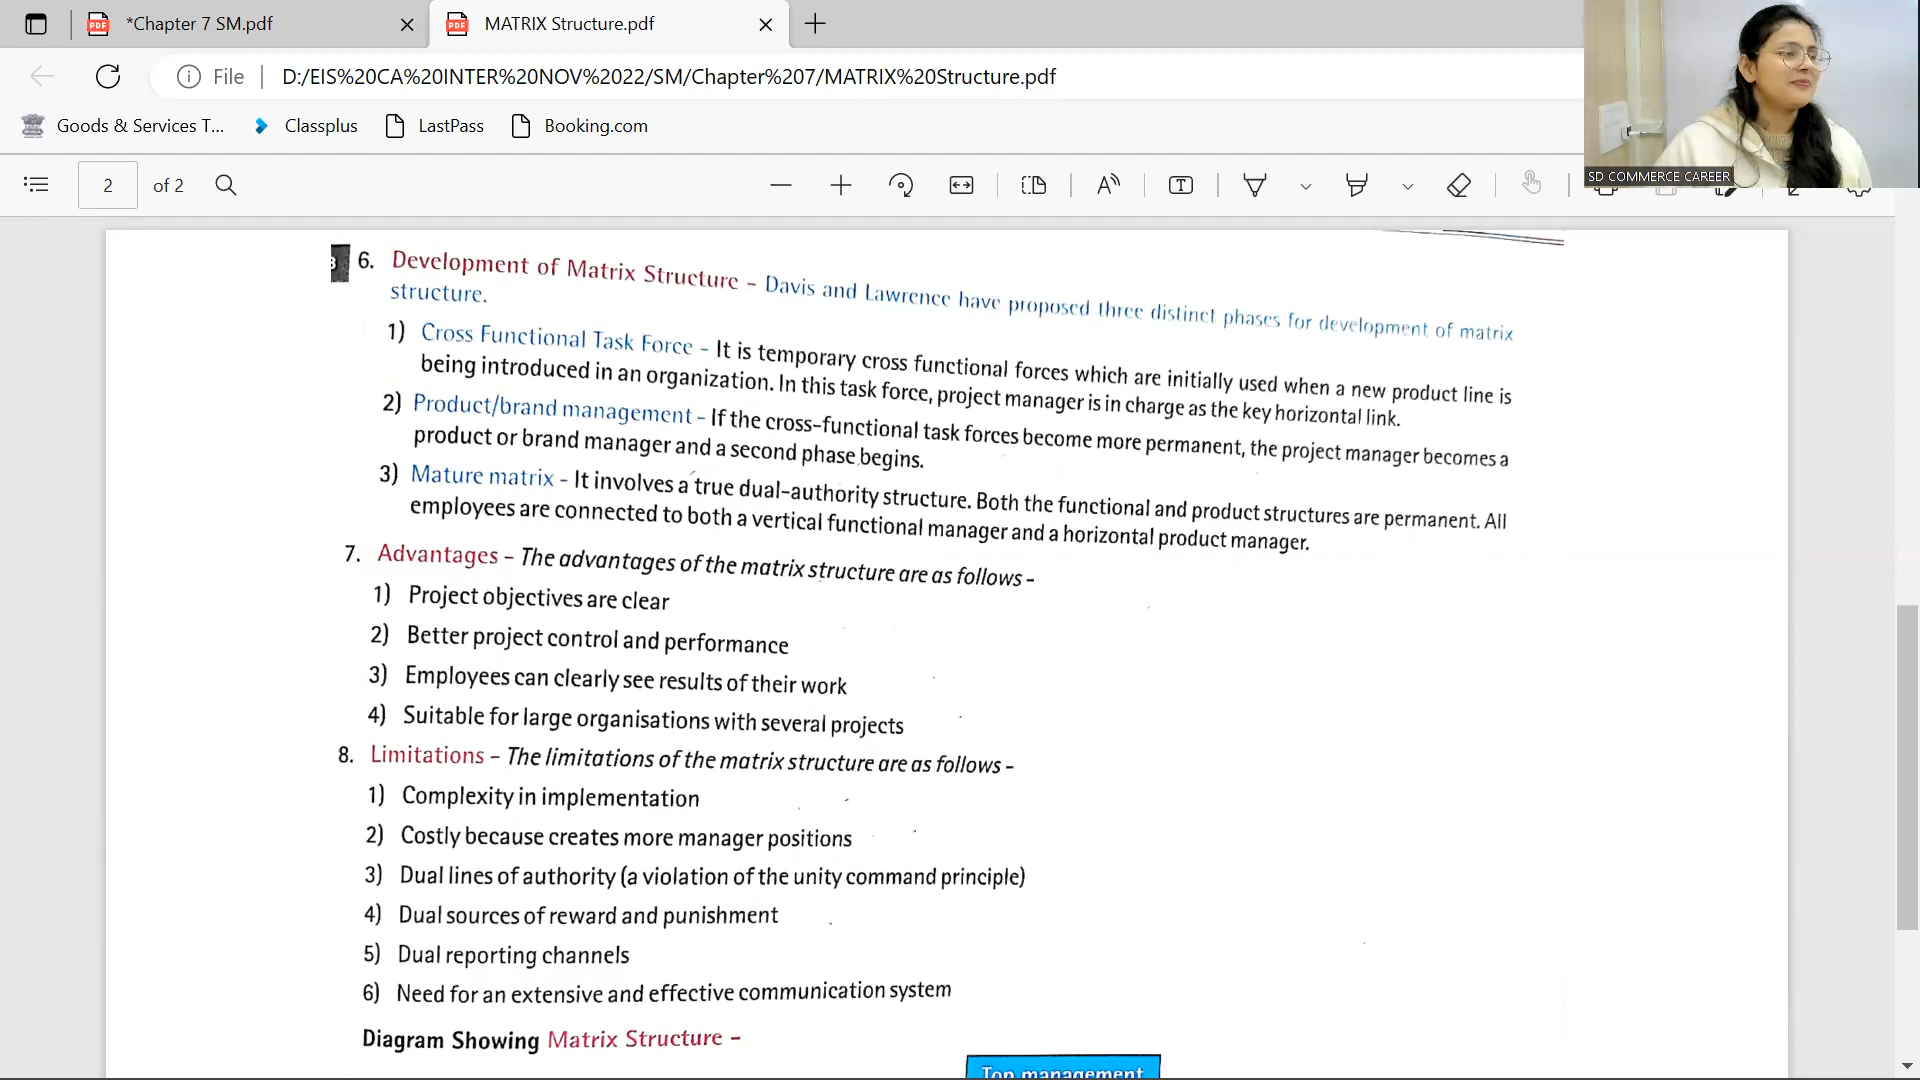 *Chapter 7 SM.pdf
MATRIX Structure.pdf
File
D:/EIS%20CA%20INTER%20NOV%2022/SM/Chapter%207/MATRIX%20Structure.pdf
Goods & Services T...
Classplus
LastPass
Booking.com
2 of 2
SD COMMERCE CAREER
6. Development of Matrix Structure - Davis and Lawrence have proposed three distinct phases for development of matrix
structure.
1) Cross Functional Task Force - It is temporary cross functional forces which are initially used when a new product line is
being introduced in an organization. In this task force, project manager is in charge as the key horizontal link.
2) Product/brand management - If the cross-functional task forces become more permanent, the project manager becomes a
product or brand manager and a second phase begins.
3) Mature matrix - It involves a true dual-authority structure. Both the functional and product structures are permanent. All
employees are connected to both a vertical functional manager and a horizontal product manager.
7. Advantages - The advantages of the matrix structure are as follows -
1) Project objectives are clear
2) Better project control and performance
3) Employees can clearly see results of their work
4) Suitable for large organisations with several projects
8. Limitations - The limitations of the matrix structure are as follows -
1) Complexity in implementation
2) Costly because creates more manager positions
3) Dual lines of authority (a violation of the unity command principle)
4) Dual sources of reward and punishment
5) Dual reporting channels
6) Need for an extensive and effective communication system
Diagram Showing Matrix Structure -
Top management